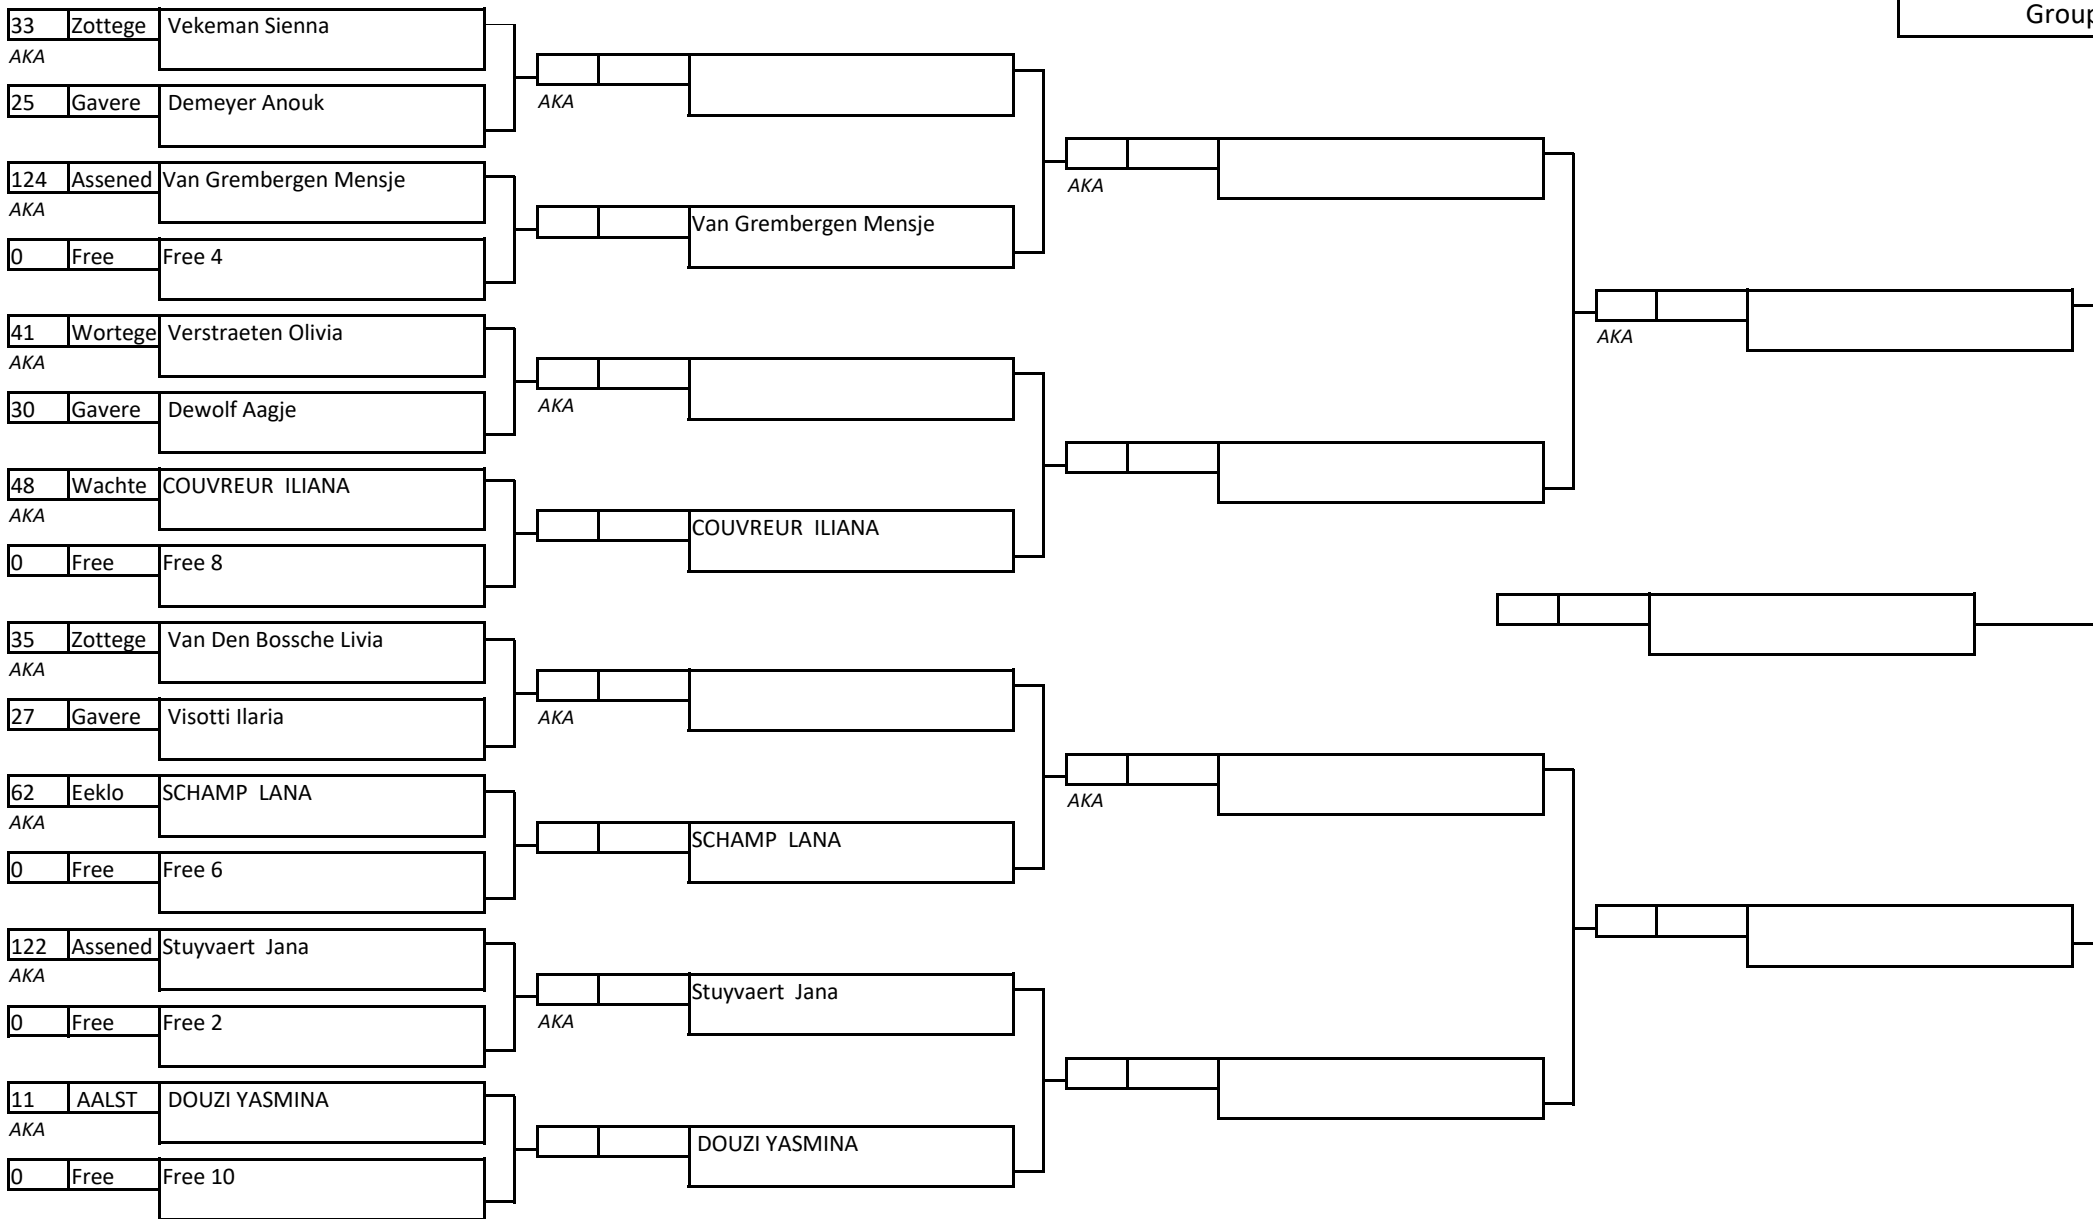 Group
33 Zottege Vekeman Sienna
AKA
25 Gavere Demeyer Anouk
AKA
124 Assened Van Grembergen Mensje
AKA
AKA
Van Grembergen Mensje
0 Free Free 4
41 Wortege Verstraeten Olivia
AKA
AKA
30 Gavere Dewolf Aagje
AKA
48 Wachte COUVREUR ILIANA
AKA
COUVREUR ILIANA
0 Free Free 8
35 Zottege Van Den Bossche Livia
AKA
27 Gavere Visotti Ilaria
AKA
62 Eeklo SCHAMP LANA
AKA
AKA
SCHAMP LANA
0 Free Free 6
122 Assened Stuyvaert Jana
AKA
Stuyvaert Jana
0 Free Free 2
AKA
11 AALST DOUZI YASMINA
AKA
DOUZI YASMINA
0 Free Free 10